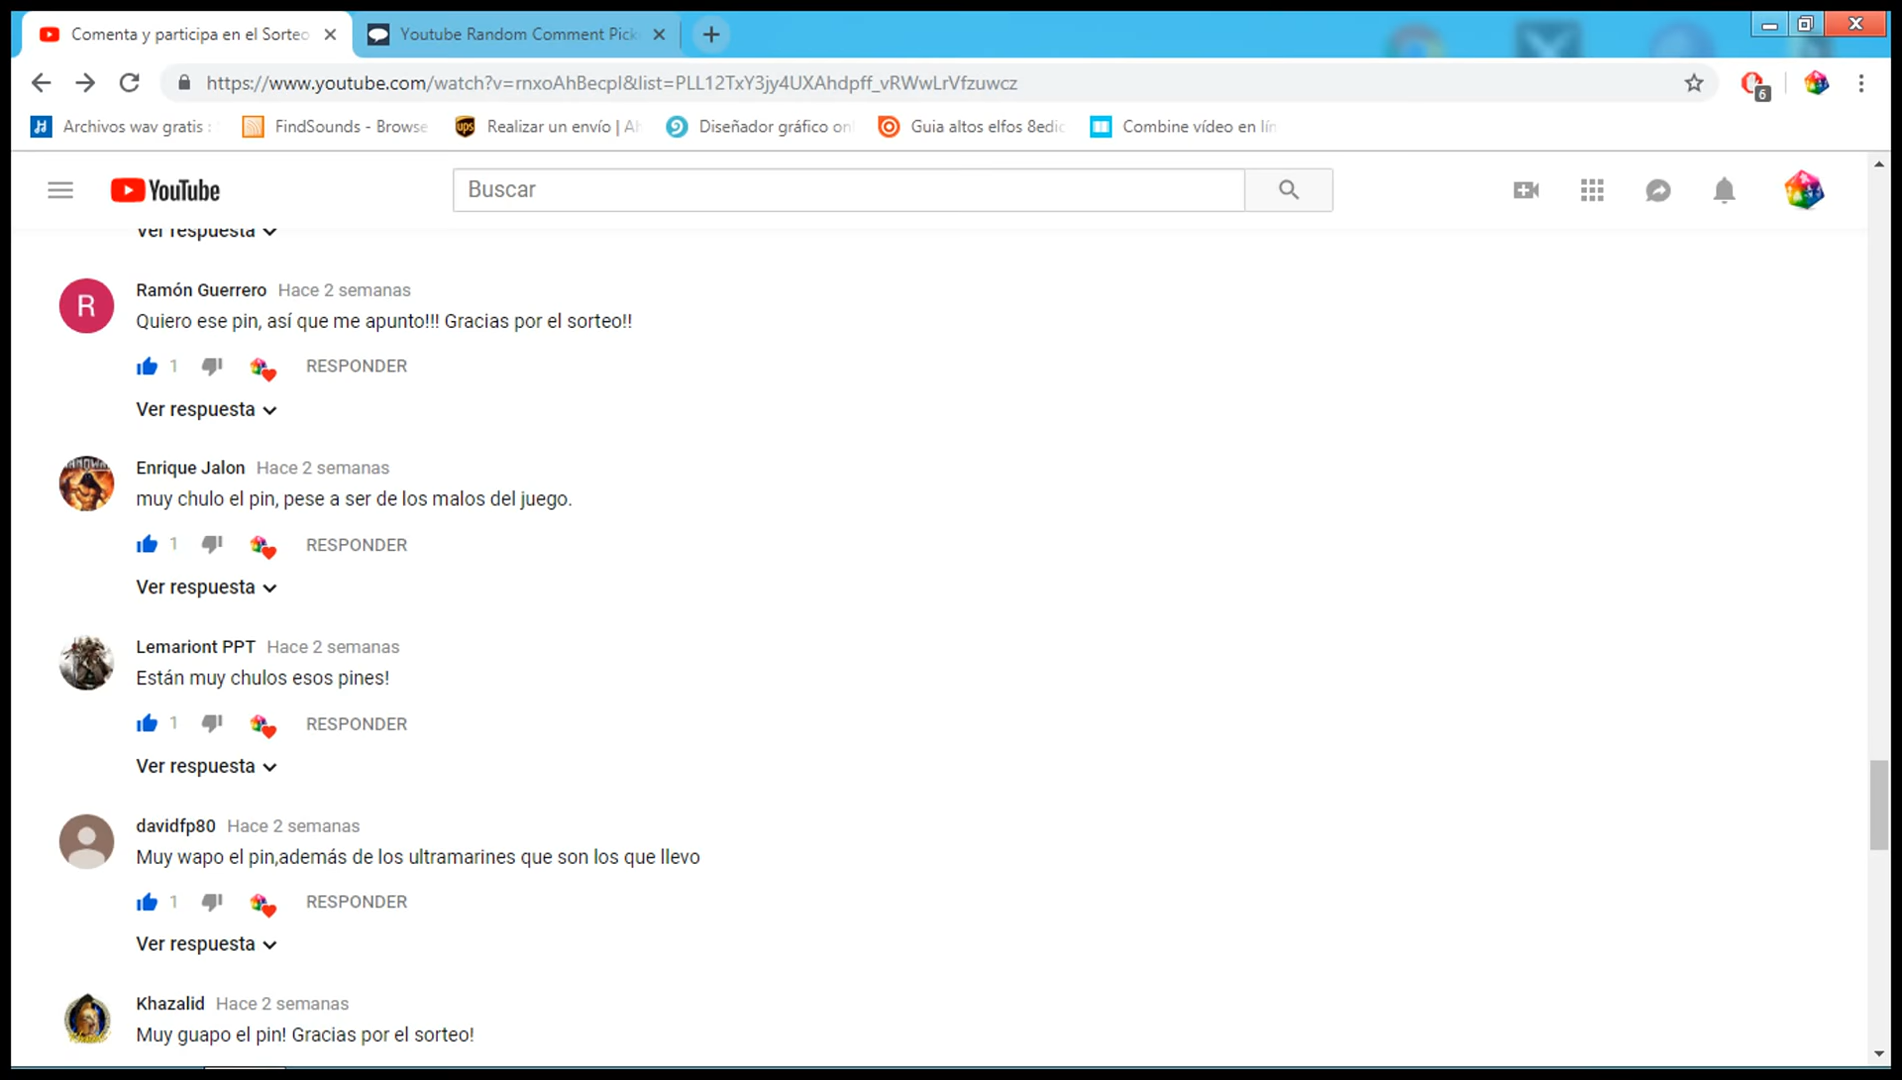 Comenta y participa en el Sorteo
Youtube Random Comment Pick
https://www.youtube.com/watch?v=rnxoAhBecpI&list=PLL12TxY3jy4UXAhdpff_vRWwLrVfzuwcz
6
Archivos wav gratis :
FindSounds - Browse
ups
Realizar un envío | Ab
Diseñador gráfico onl
Guia altos elfos 8edic
Combine vídeo en lín
YouTube
Buscar
Ver respuesta
R
Ramón Guerrero Hace 2 semanas
Quiero ese pin, así que me apunto!!! Gracias por el sorteo!!
1 RESPONDER
Ver respuesta
Enrique Jalon Hace 2 semanas
muy chulo el pin, pese a ser de los malos del juego.
1 RESPONDER
Ver respuesta
Lemariont PPT Hace 2 semanas
Están muy chulos esos pines!
1 RESPONDER
Ver respuesta
davidfp80 Hace 2 semanas
Muy wapo el pin,además de los ultramarines que son los que llevo
1 RESPONDER
Ver respuesta
Khazalid Hace 2 semanas
Muy guapo el pin! Gracias por el sorteo!